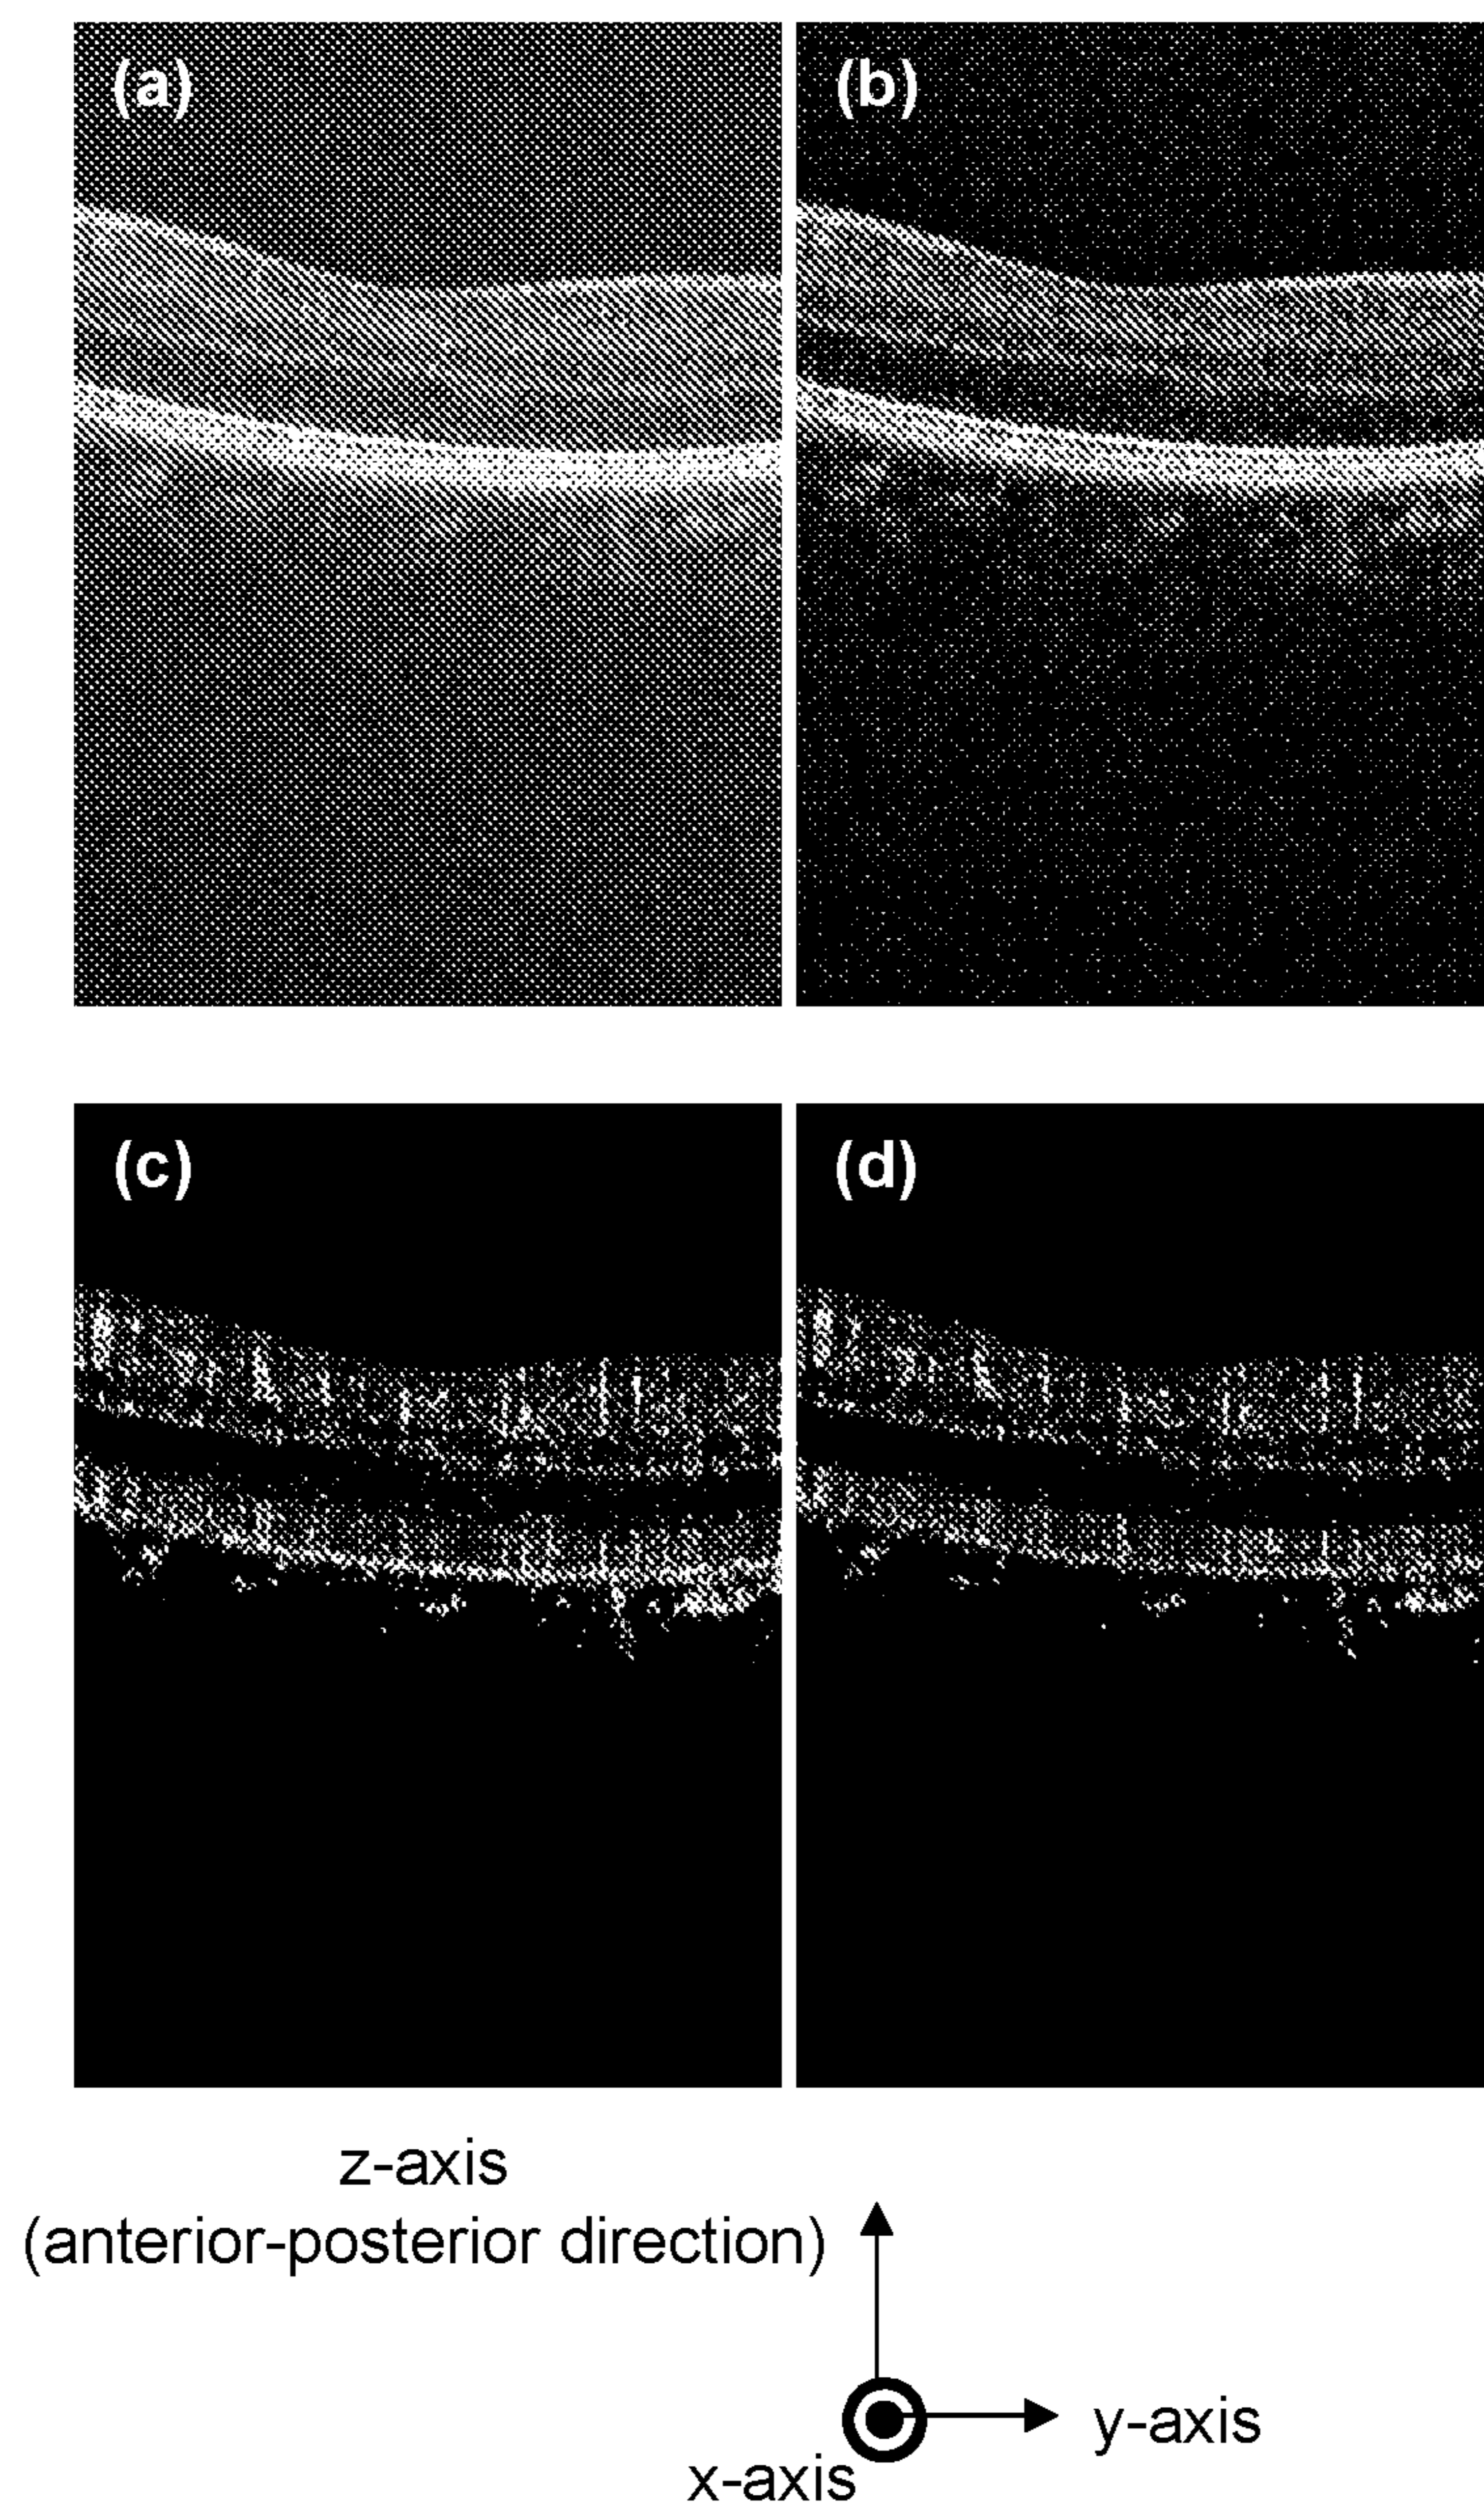 (a)
(b)
(c)
(d)
z-axis
(anterior-posterior direction)
y-axis
x-axis